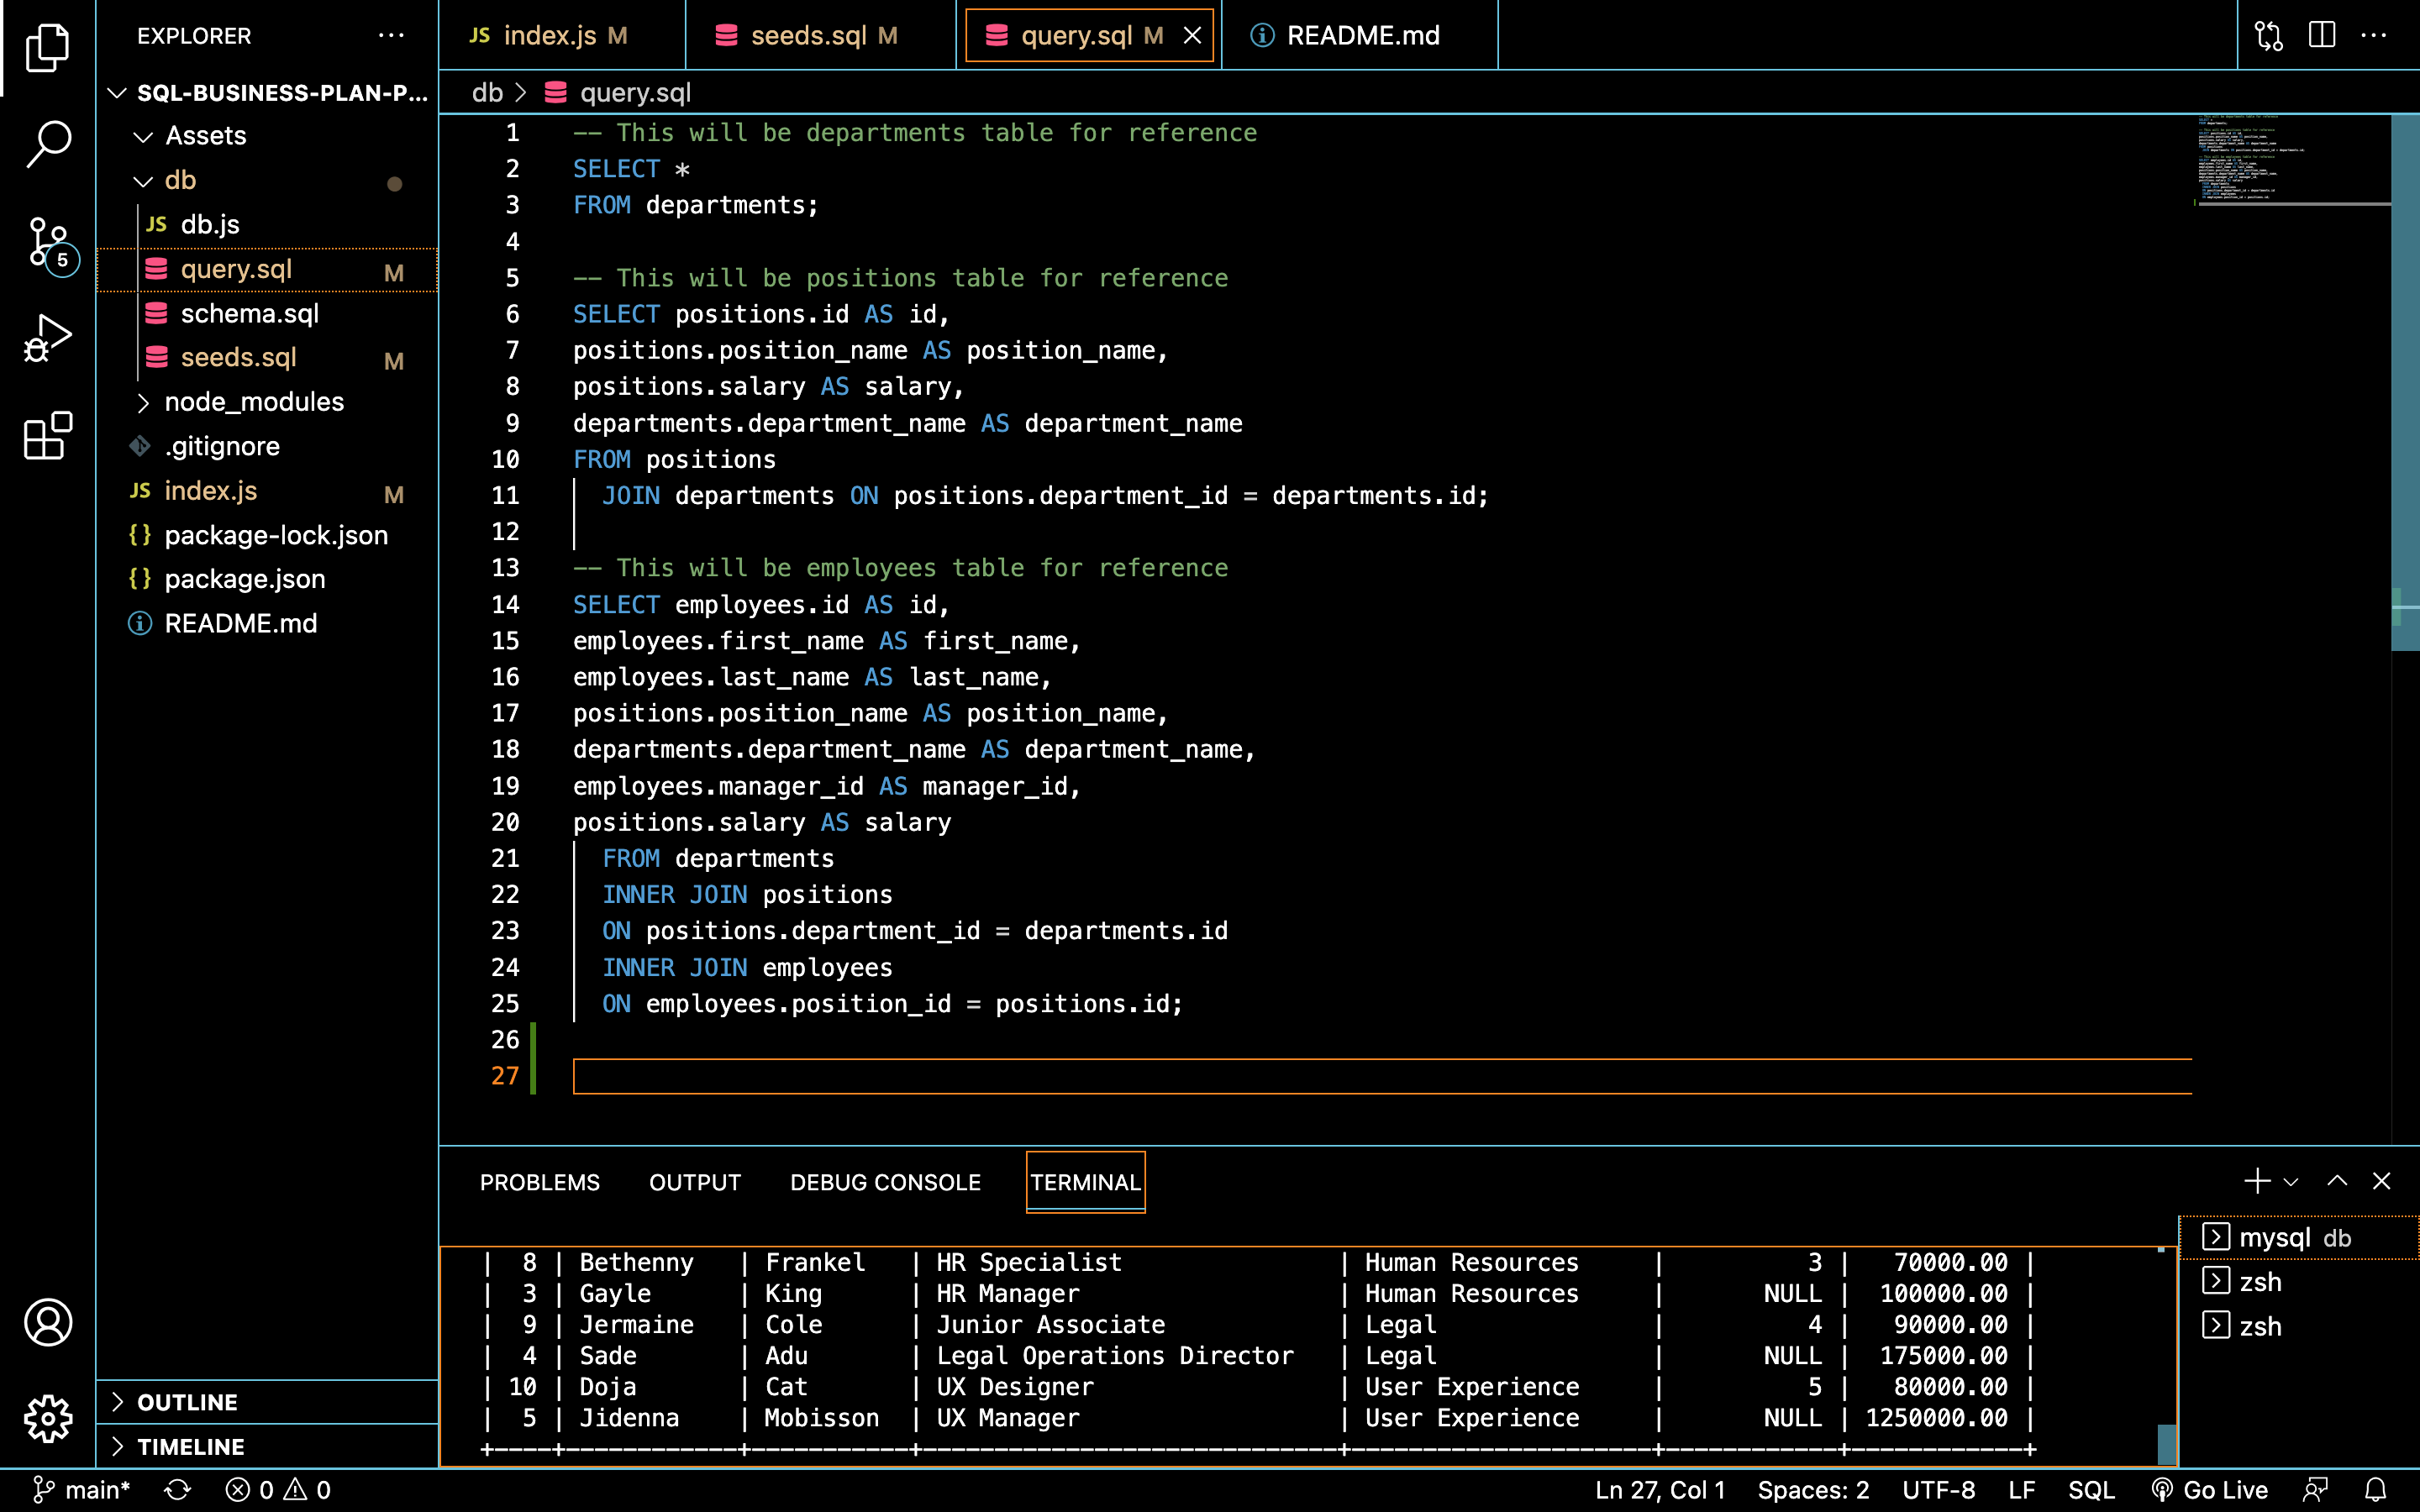 EXPLORER
SQL-BUSINESS-PLAN-P...
Assets
db
JS db.js
query.sql M
schema.sql
seeds.sql M
node_modules
.gitignore
JS index.js M
{} package-lock.json
{} package.json
README.md
OUTLINE
TIMELINE
5
JS index.js M
seeds.sql M
query.sql M
README.md
db > query.sql
1 -- This will be departments table for reference
2 SELECT *
3 FROM departments;
4
5 -- This will be positions table for reference
6 SELECT positions.id AS id,
7 positions.position_name AS position_name,
8 positions.salary AS salary,
9 departments.department_name AS department_name
10 FROM positions
11 JOIN departments ON positions.department_id = departments.id;
12
13 -- This will be employees table for reference
14 SELECT employees.id AS id,
15 employees.first_name AS first_name,
16 employees.last_name AS last_name,
17 positions.position_name AS position_name,
18 departments.department_name AS department_name,
19 employees.manager_id AS manager_id,
20 positions.salary AS salary
21 FROM departments
22 INNER JOIN positions
23 ON positions.department_id = departments.id
24 INNER JOIN employees
25 ON employees.position_id = positions.id;
26
27
PROBLEMS OUTPUT DEBUG CONSOLE TERMINAL
| 8 | Bethenny | Frankel | HR Specialist | Human Resources | 3 | 70000.00 |
| 3 | Gayle | King | HR Manager | Human Resources | NULL | 100000.00 |
| 9 | Jermaine | Cole | Junior Associate | Legal | 4 | 90000.00 |
| 4 | Sade | Adu | Legal Operations Director | Legal | NULL | 175000.00 |
| 10 | Doja | Cat | UX Designer | User Experience | 5 | 80000.00 |
| 5 | Jidenna | Mobisson | UX Manager | User Experience | NULL | 1250000.00 |
+----+------------+-----------+-----------------------------+---------------------+------------+------------+
mysql db
zsh
zsh
main* 0 0 Ln 27, Col 1 Spaces: 2 UTF-8 LF SQL Go Live